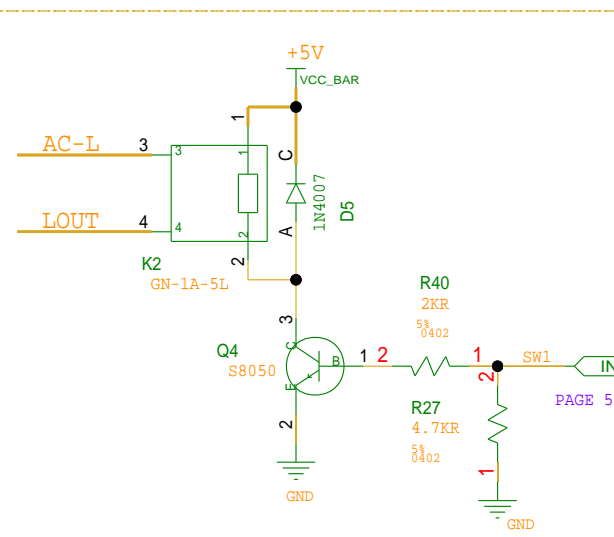 +5V
VCC_BAR
1
AC-L
3
3
1
C
1N4007
D5
LOUT
4
4
2
A
K2
2
GN-1A-5L
R40
2KR
5%
0402
3
Q4
C
S8050
B
E
1
2
1
SW1
IN
2
PAGE 5
R27
4.7KR
5%
0402
2
1
GND
GND